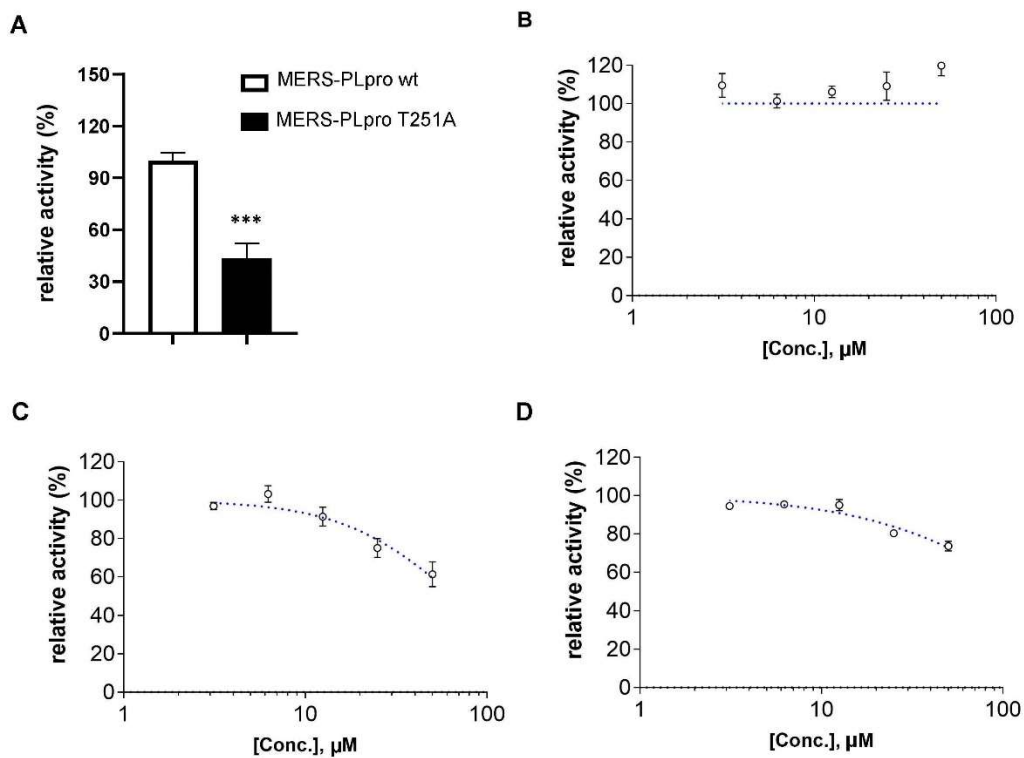 A
relative activity (%)
150
120
90
60
30
0
MERS-PLpro wt
MERS-PLpro T251A
***
B
relative activity (%)
120
100
80
60
40
20
0
1
10
100
[Conc.], µM
C
relative activity (%)
120
100
80
60
40
20
0
1
10
100
[Conc.], µM
D
relative activity (%)
120
100
80
60
40
20
0
1
10
100
[Conc.], µM